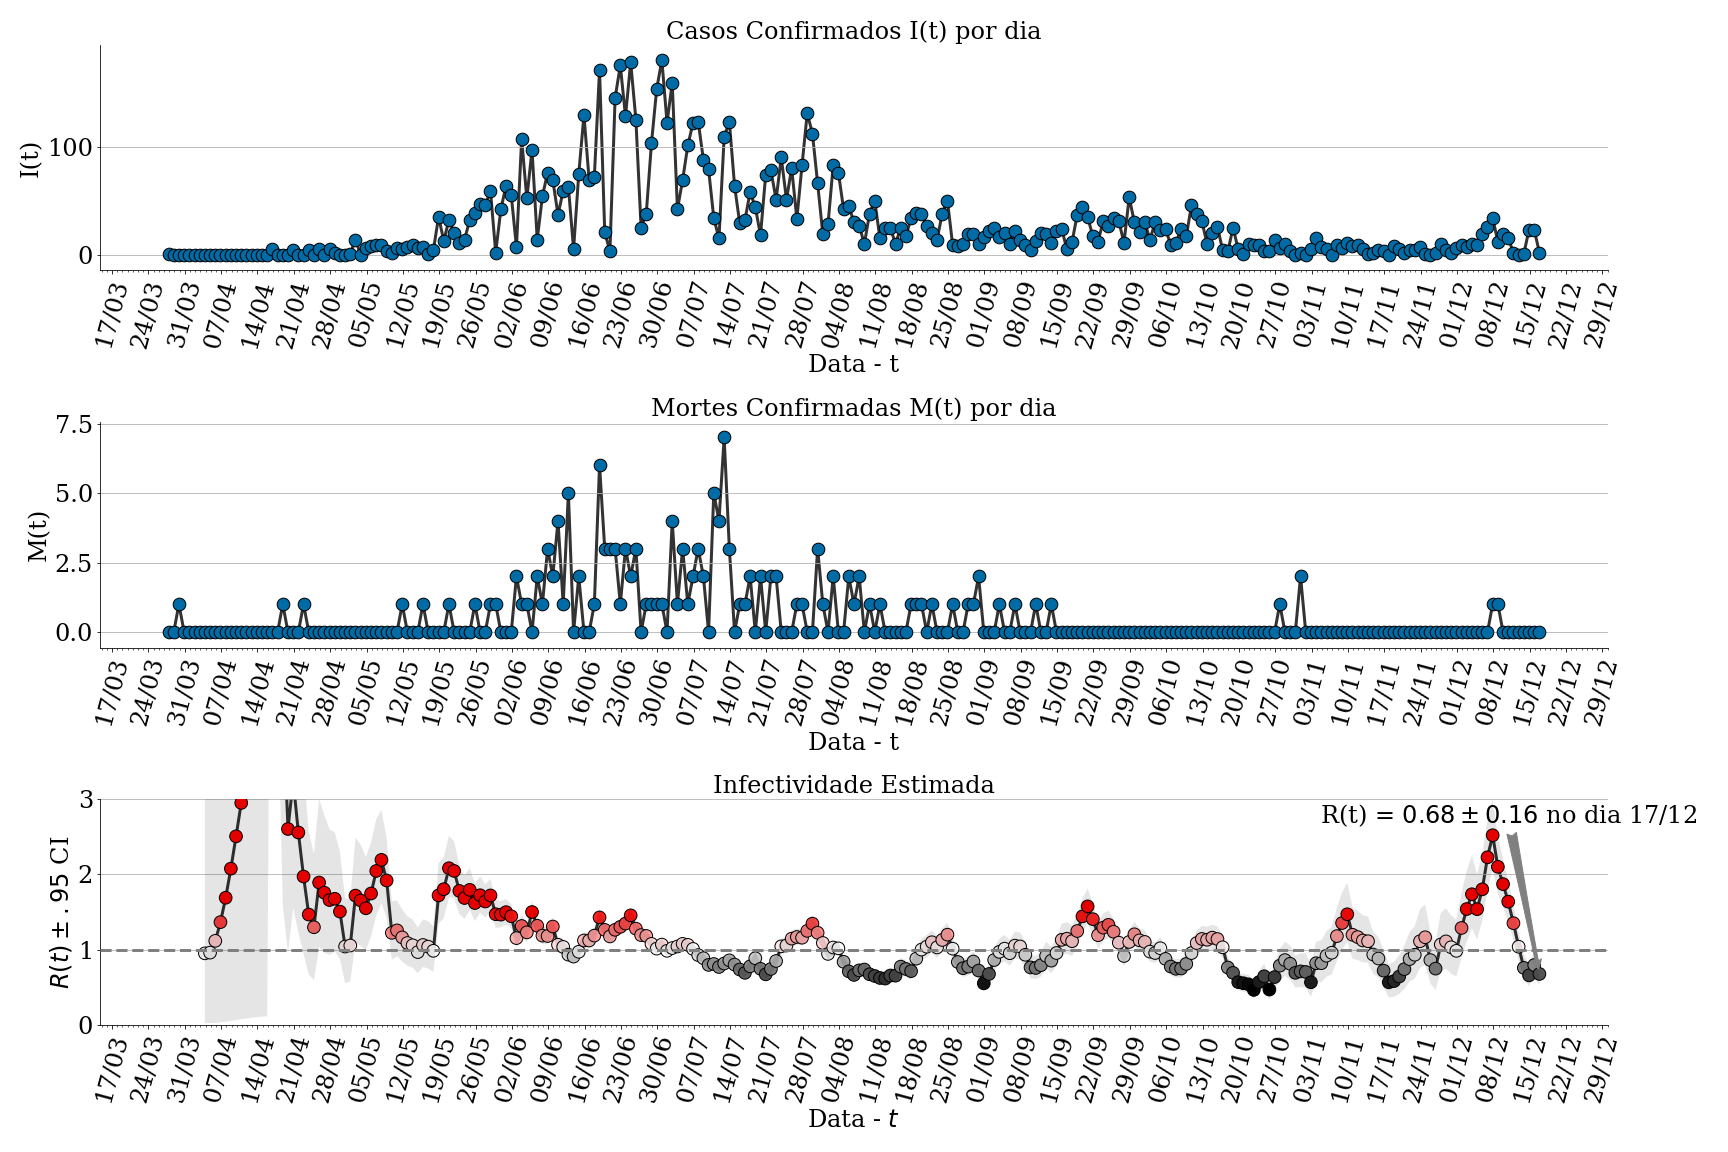 Casos Confirmados I(t) por dia
I(t)
100
0
17/03 24/03 31/03 07/04 14/04 21/04 28/04 05/05 12/05 19/05 26/05 02/06 09/06 16/06 23/06 30/06 07/07 14/07 21/07 28/07 04/08 11/08 18/08 25/08 01/09 08/09 15/09 22/09 29/09 06/10 13/10 20/10 27/10 03/11 10/11 17/11 24/11 01/12 08/12 15/12 22/12 29/12
Data - t
Mortes Confirmadas M(t) por dia
M(t)
7.5
5.0
2.5
0.0
17/03 24/03 31/03 07/04 14/04 21/04 28/04 05/05 12/05 19/05 26/05 02/06 09/06 16/06 23/06 30/06 07/07 14/07 21/07 28/07 04/08 11/08 18/08 25/08 01/09 08/09 15/09 22/09 29/09 06/10 13/10 20/10 27/10 03/11 10/11 17/11 24/11 01/12 08/12 15/12 22/12 29/12
Data - t
Infectividade Estimada
R(t) ± .95 CI
3
2
1
0
R(t) = 0.68 ± 0.16 no dia 17/12
17/03 24/03 31/03 07/04 14/04 21/04 28/04 05/05 12/05 19/05 26/05 02/06 09/06 16/06 23/06 30/06 07/07 14/07 21/07 28/07 04/08 11/08 18/08 25/08 01/09 08/09 15/09 22/09 29/09 06/10 13/10 20/10 27/10 03/11 10/11 17/11 24/11 01/12 08/12 15/12 22/12 29/12
Data - t